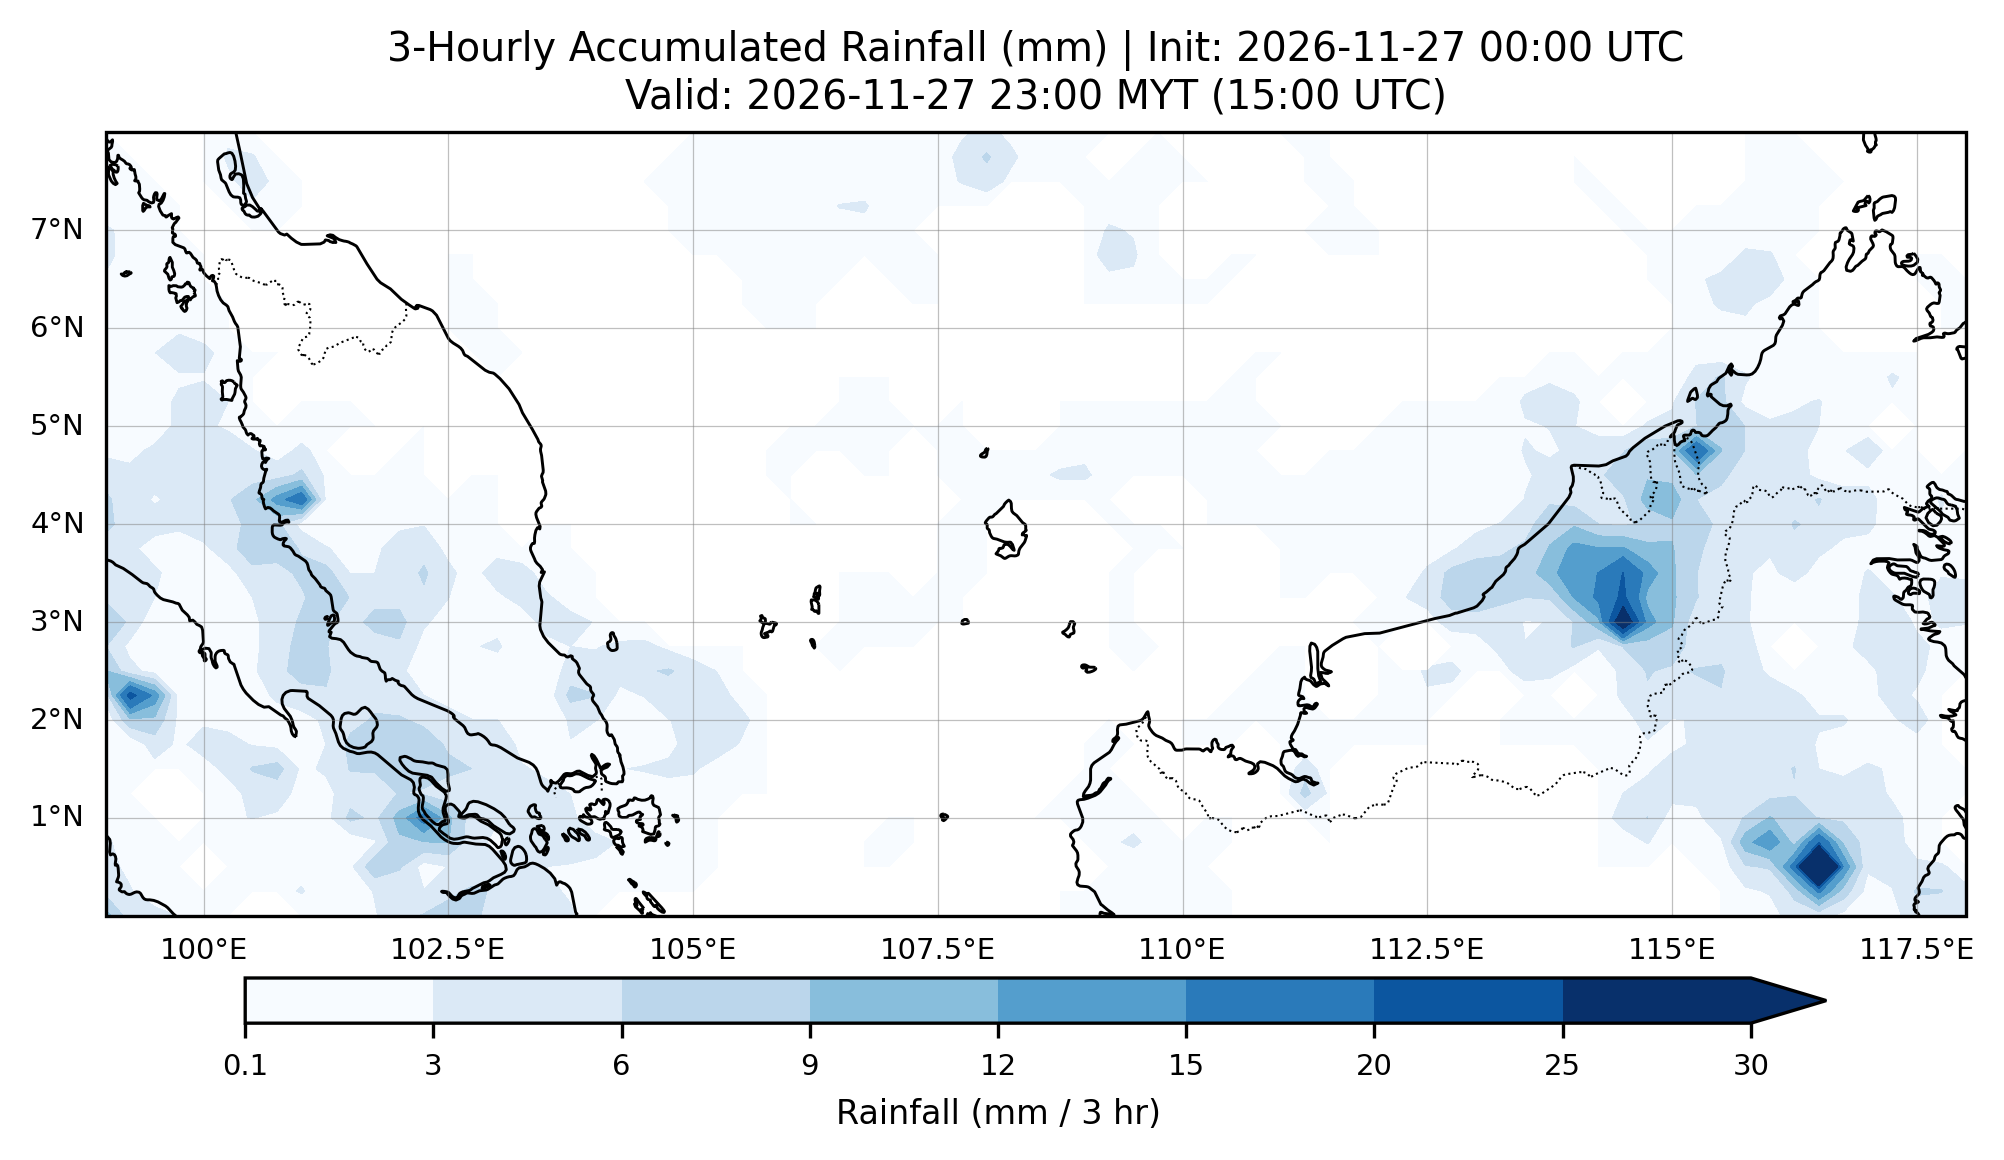 3-Hourly Accumulated Rainfall (mm) | Init: 2026-11-27 00:00 UTC
Valid: 2026-11-27 23:00 MYT (15:00 UTC)
7°N
6°N
5°N
4°N
3°N
2°N
1°N
100°E 102.5°E 105°E 107.5°E 110°E 112.5°E 115°E 117.5°E
0.1 3 6 9 12 15 20 25 30
Rainfall (mm / 3 hr)